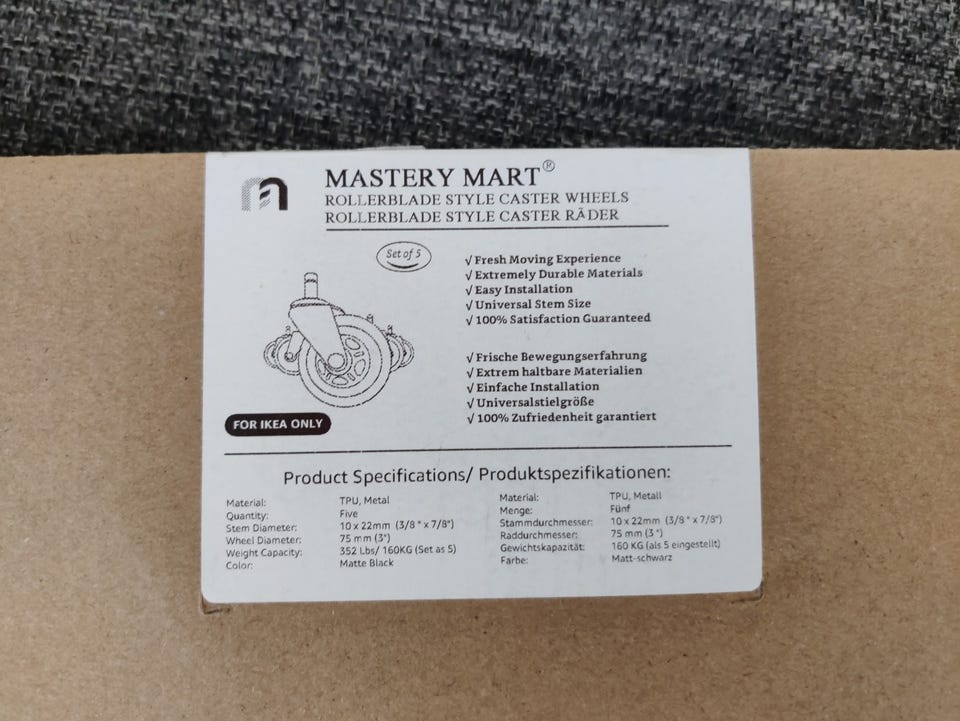 MASTERY MART®
ROLLERBLADE STYLE CASTER WHEELS
ROLLERBLADE STYLE CASTER RÄDER
Set of 5
√ Fresh Moving Experience
√ Extremely Durable Materials
√ Easy Installation
√ Universal Stem Size
√ 100% Satisfaction Guaranteed
√ Frische Bewegungserfahrung
√ Extrem haltbare Materialien
√ Einfache Installation
√ Universalstielgröße
√ 100% Zufriedenheit garantiert
FOR IKEA ONLY
Product Specifications/ Produktspezifikationen:
Material: TPU, Metal
Quantity: Five
Stem Diameter: 10 x 22mm (3/8 " x 7/8")
Wheel Diameter: 75 mm (3")
Weight Capacity: 352 Lbs/ 160KG (Set as 5)
Color: Matte Black
Material: TPU, Metall
Menge: Fünf
Stammdurchmesser: 10 x 22mm (3/8 " x 7/8")
Raddurchmesser: 75 mm (3 ")
Gewichtskapazität: 160 KG (als 5 eingestellt)
Farbe: Matt-schwarz